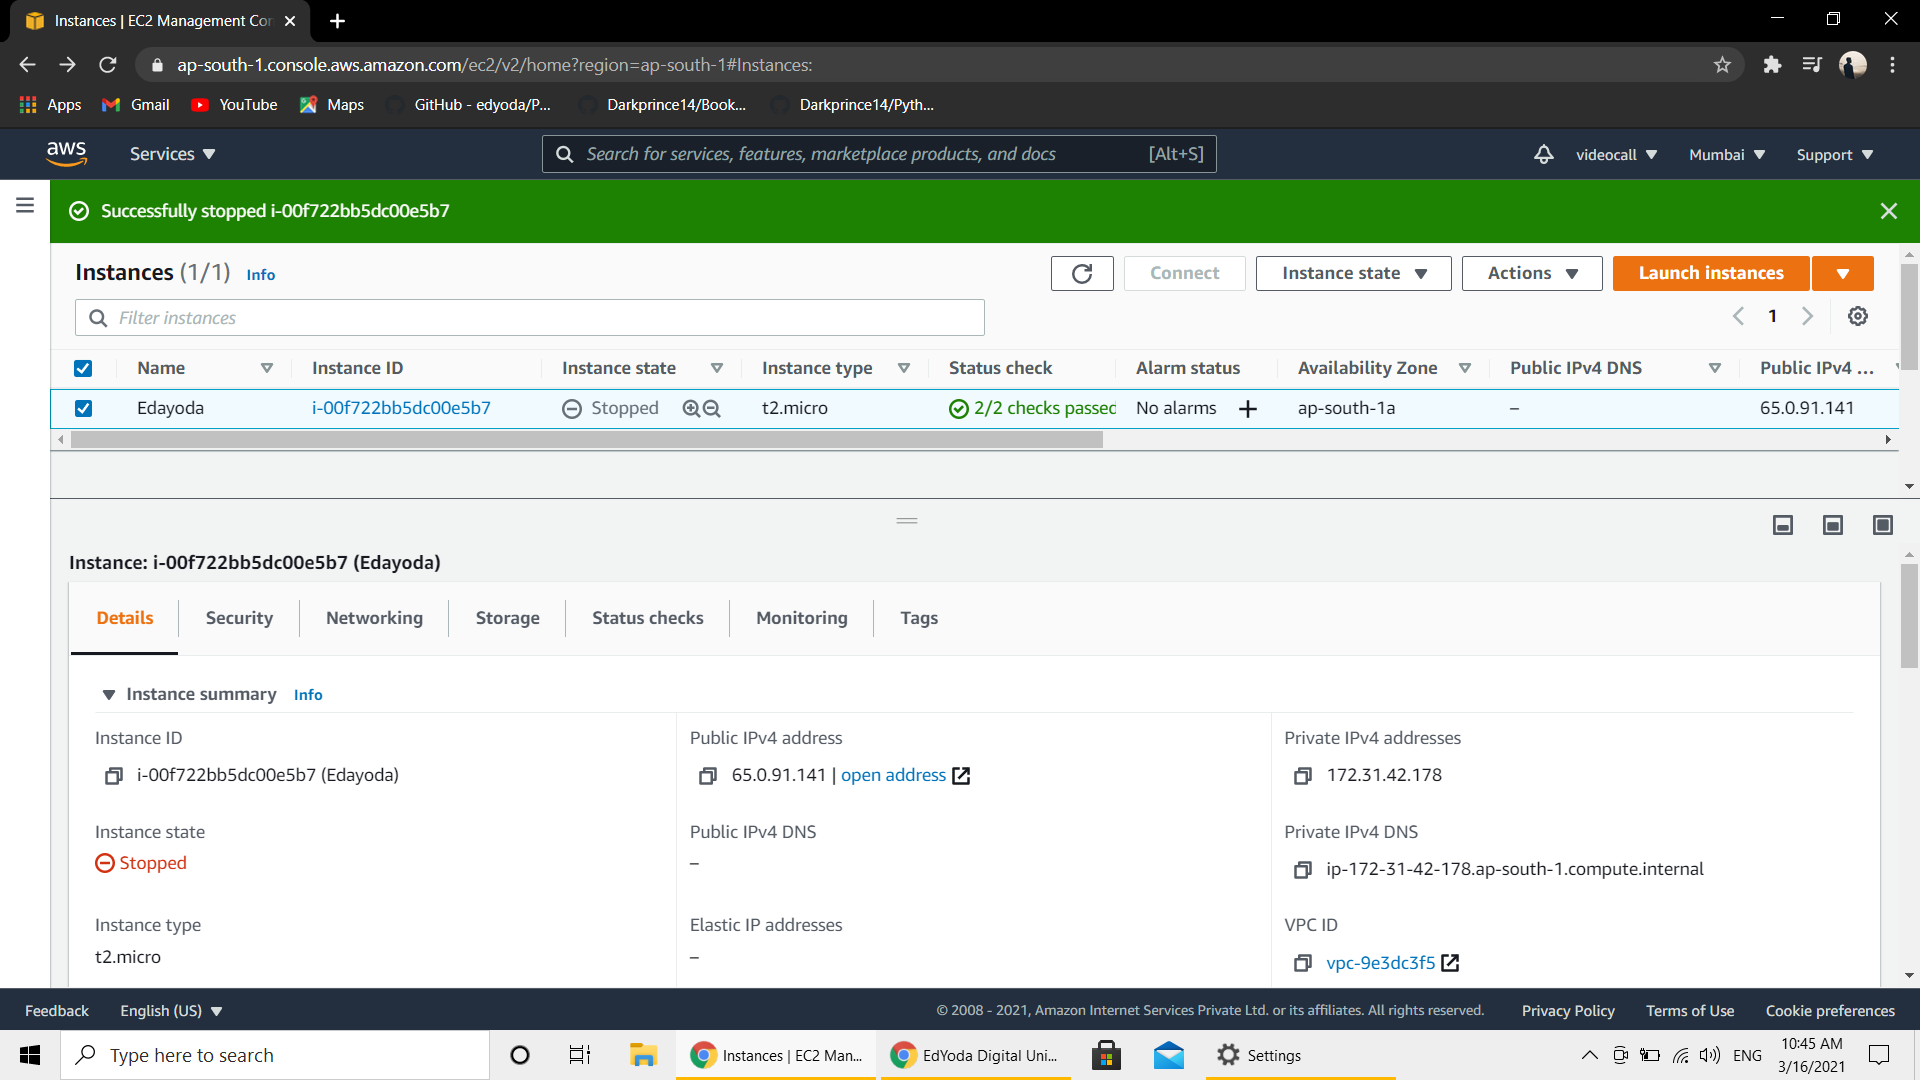 Instances | EC2 Management Con
ap-south-1.console.aws.amazon.com/ec2/v2/home?region=ap-south-1#Instances:
Apps Gmail YouTube Maps GitHub - edyoda/P... Darkprince14/Book... Darkprince14/Pyth...
aws Services Search for services, features, marketplace products, and docs [Alt+S] videocall Mumbai Support
Successfully stopped i-00f722bb5dc00e5b7
Instances (1/1) Info Connect Instance state Actions Launch instances
Filter instances 1
Name Instance ID Instance state Instance type Status check Alarm status Availability Zone Public IPv4 DNS Public IPv4 ...
Edayoda i-00f722bb5dc00e5b7 Stopped t2.micro 2/2 checks passed No alarms + ap-south-1a – 65.0.91.141
Instance: i-00f722bb5dc00e5b7 (Edayoda)
Details Security Networking Storage Status checks Monitoring Tags
Instance summary Info
Instance ID Public IPv4 address Private IPv4 addresses
i-00f722bb5dc00e5b7 (Edayoda) 65.0.91.141 | open address 172.31.42.178
Instance state Public IPv4 DNS Private IPv4 DNS
Stopped – ip-172-31-42-178.ap-south-1.compute.internal
Instance type Elastic IP addresses VPC ID
t2.micro – vpc-9e3dc3f5
Feedback English (US) © 2008 - 2021, Amazon Internet Services Private Ltd. or its affiliates. All rights reserved. Privacy Policy Terms of Use Cookie preferences
Type here to search Instances | EC2 Man... EdYoda Digital Uni... Settings ENG 10:45 AM
3/16/2021